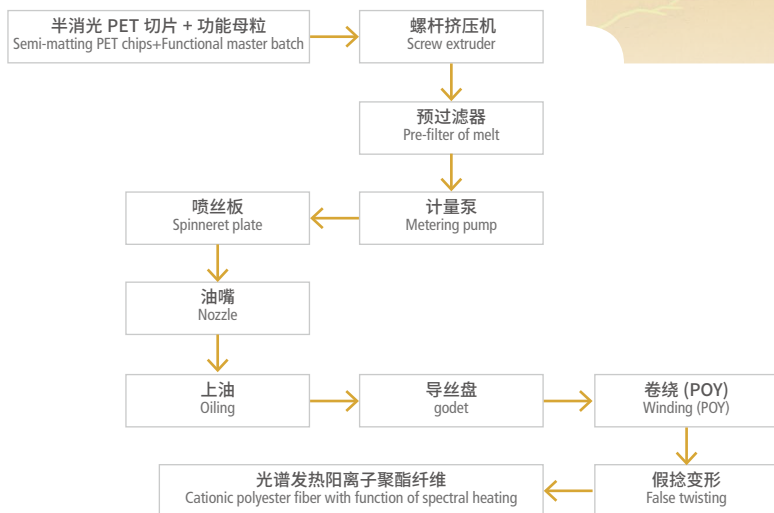 半消光 PET 切片 + 功能母粒
Semi-matting PET chips+Functional master batch
螺杆挤压机
Screw extruder
预过滤器
Pre-filter of melt
计量泵
Metering pump
喷丝板
Spinneret plate
油嘴
Nozzle
上油
Oiling
导丝盘
godet
卷绕 (POY)
Winding (POY)
假捻变形
False twisting
光谱发热阳离子聚酯纤维
Cationic polyester fiber with function of spectral heating